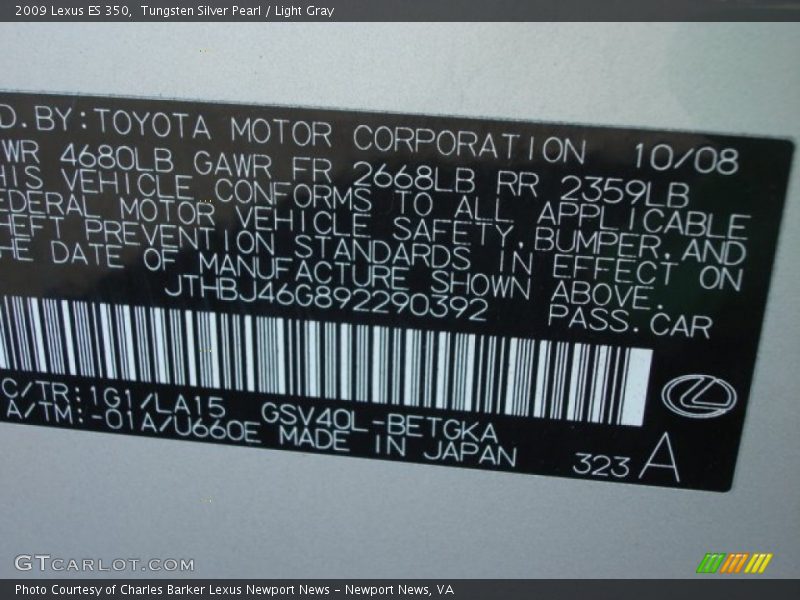 2009 Lexus ES 350, Tungsten Silver Pearl / Light Gray
D.BY:TOYOTA MOTOR CORPORATION 10/08
WR 4680LB GAWR FR 2668LB RR 2359LB
HIS VEHICLE CONFORMS TO ALL APPLICABLE
EDERAL MOTOR VEHICLE SAFETY,BUMPER,AND
HEFT PREVENTION STANDARDS IN EFFECT ON
HE DATE OF MANUFACTURE SHOWN ABOVE.
JTHBJ46G892290392 PASS.CAR
C/TR:1G1/LA15 GSV40L-BETGKA
A/TM:-01A/U660E MADE IN JAPAN
323 A
GTCARLOT.COM
Photo Courtesy of Charles Barker Lexus Newport News – Newport News, VA